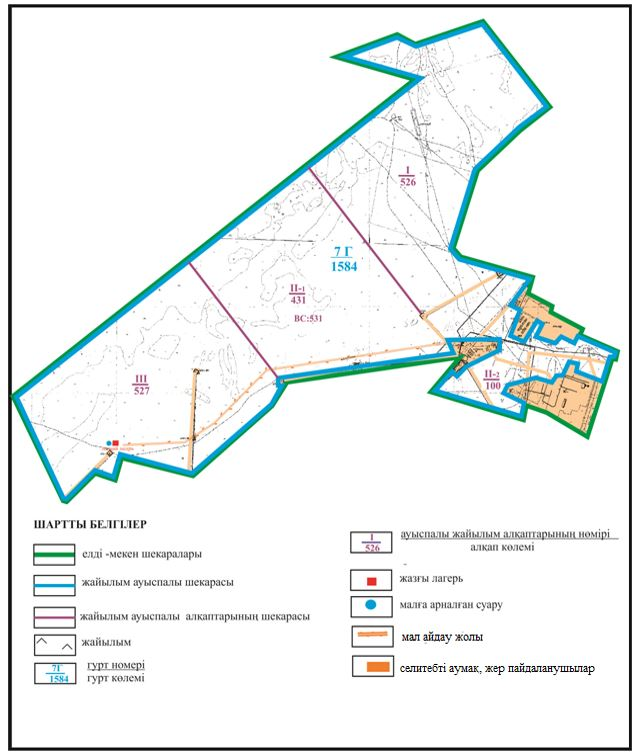 I
526
7 Г
1584
II-1
431
ВС:531
II-2
100
III
527
ШАРТТЫ БЕЛГІЛЕР
елді -мекен шекаралары
жайылым ауыспалы шекарасы
жайылым ауыспалы алқаптарының шекарасы
жайылым
7Г
1584
гурт номері
гурт көлемі
I
526
ауыспалы жайылым алқаптарының нөмірі
алқап көлемі
жазғы лагерь
малға арналған суару
мал айдау жолы
селитебті аумақ, жер пайдаланушылар